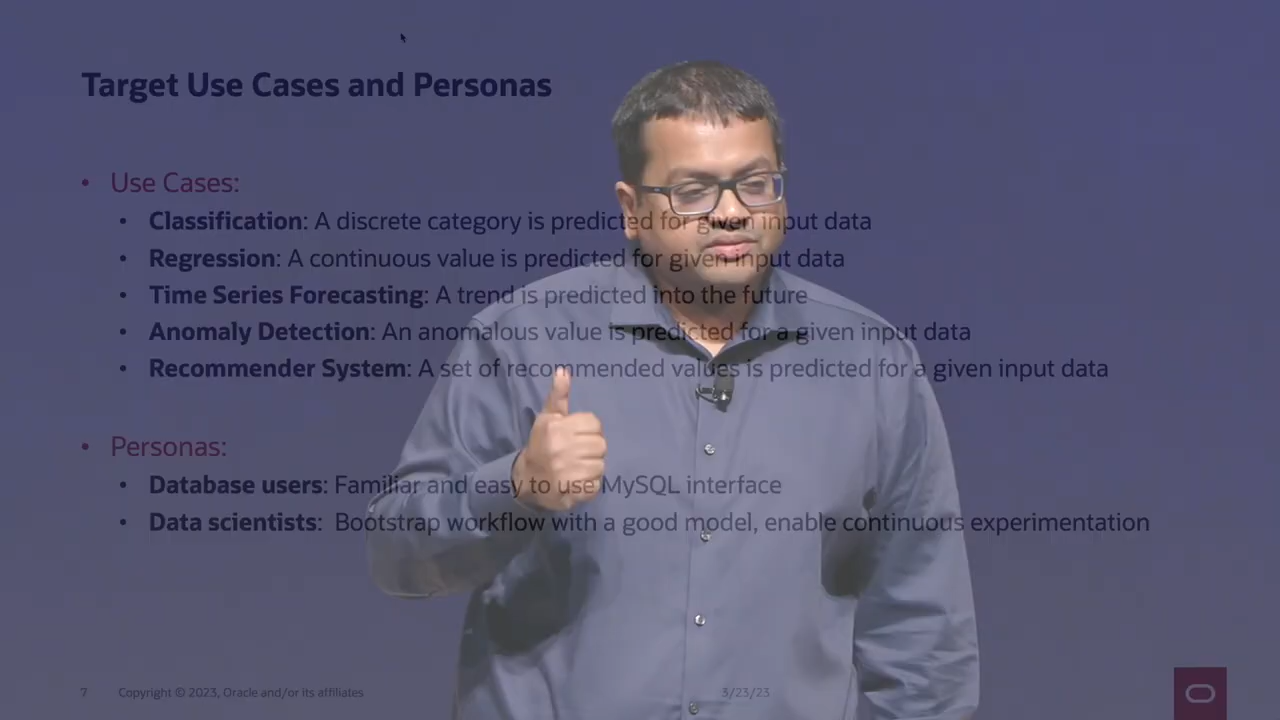 Target Use Cases and Personas
• Use Cases:
• Classification: A discrete category is predicted for given input data
• Regression: A continuous value is predicted for given input data
• Time Series Forecasting: A trend is predicted into the future
• Anomaly Detection: An anomalous value is predicted for a given input data
• Recommender System: A set of recommended values is predicted for a given input data
• Personas:
• Database users: Familiar and easy to use MySQL interface
• Data scientists: Bootstrap workflow with a good model, enable continuous experimentation
7 Copyright © 2023, Oracle and/or its affiliates 3/23/23